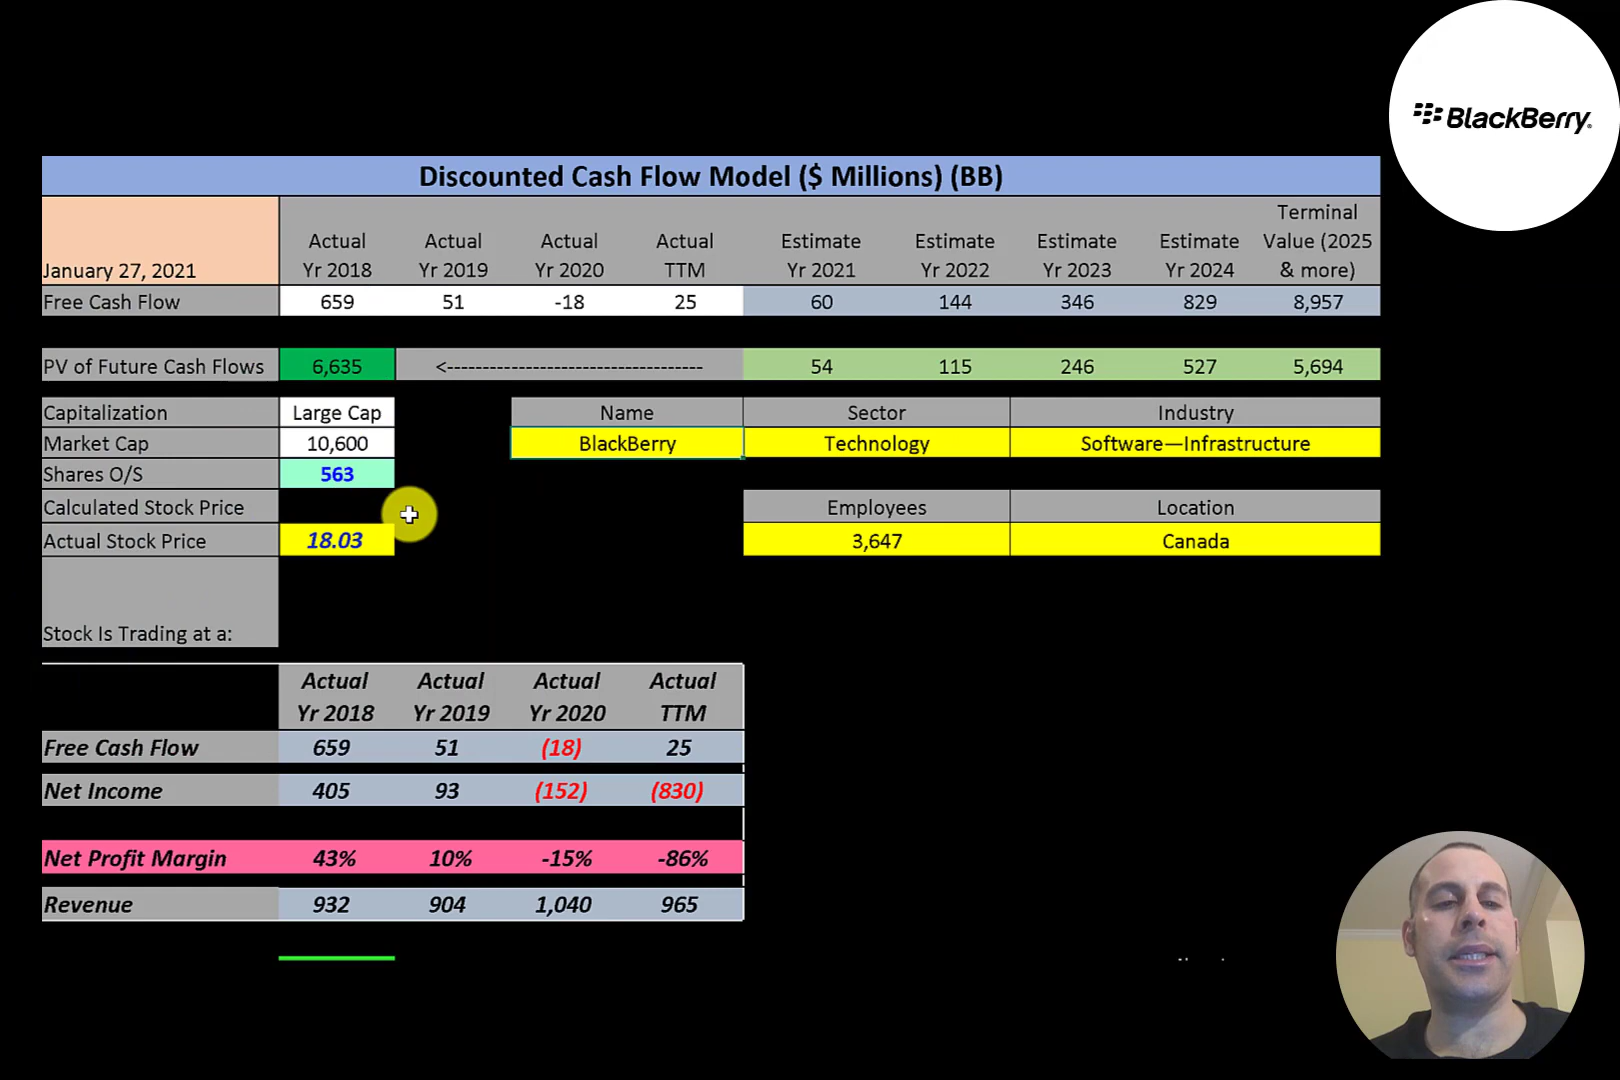 BlackBerry
Discounted Cash Flow Model ($ Millions) (BB)
January 27, 2021 Actual Yr 2018 Actual Yr 2019 Actual Yr 2020 Actual TTM Estimate Yr 2021 Estimate Yr 2022 Estimate Yr 2023 Estimate Yr 2024 Terminal Value (2025 & more)
Free Cash Flow 659 51 -18 25 60 144 346 829 8,957
PV of Future Cash Flows 6,635 <------------------------------------ 54 115 246 527 5,694
Capitalization Large Cap Name Sector Industry
Market Cap 10,600 BlackBerry Technology Software—Infrastructure
Shares O/S 563
Calculated Stock Price Employees Location
Actual Stock Price 18.03 3,647 Canada
Stock Is Trading at a:
Actual Yr 2018 Actual Yr 2019 Actual Yr 2020 Actual TTM
Free Cash Flow 659 51 (18) 25
Net Income 405 93 (152) (830)
Net Profit Margin 43% 10% -15% -86%
Revenue 932 904 1,040 965